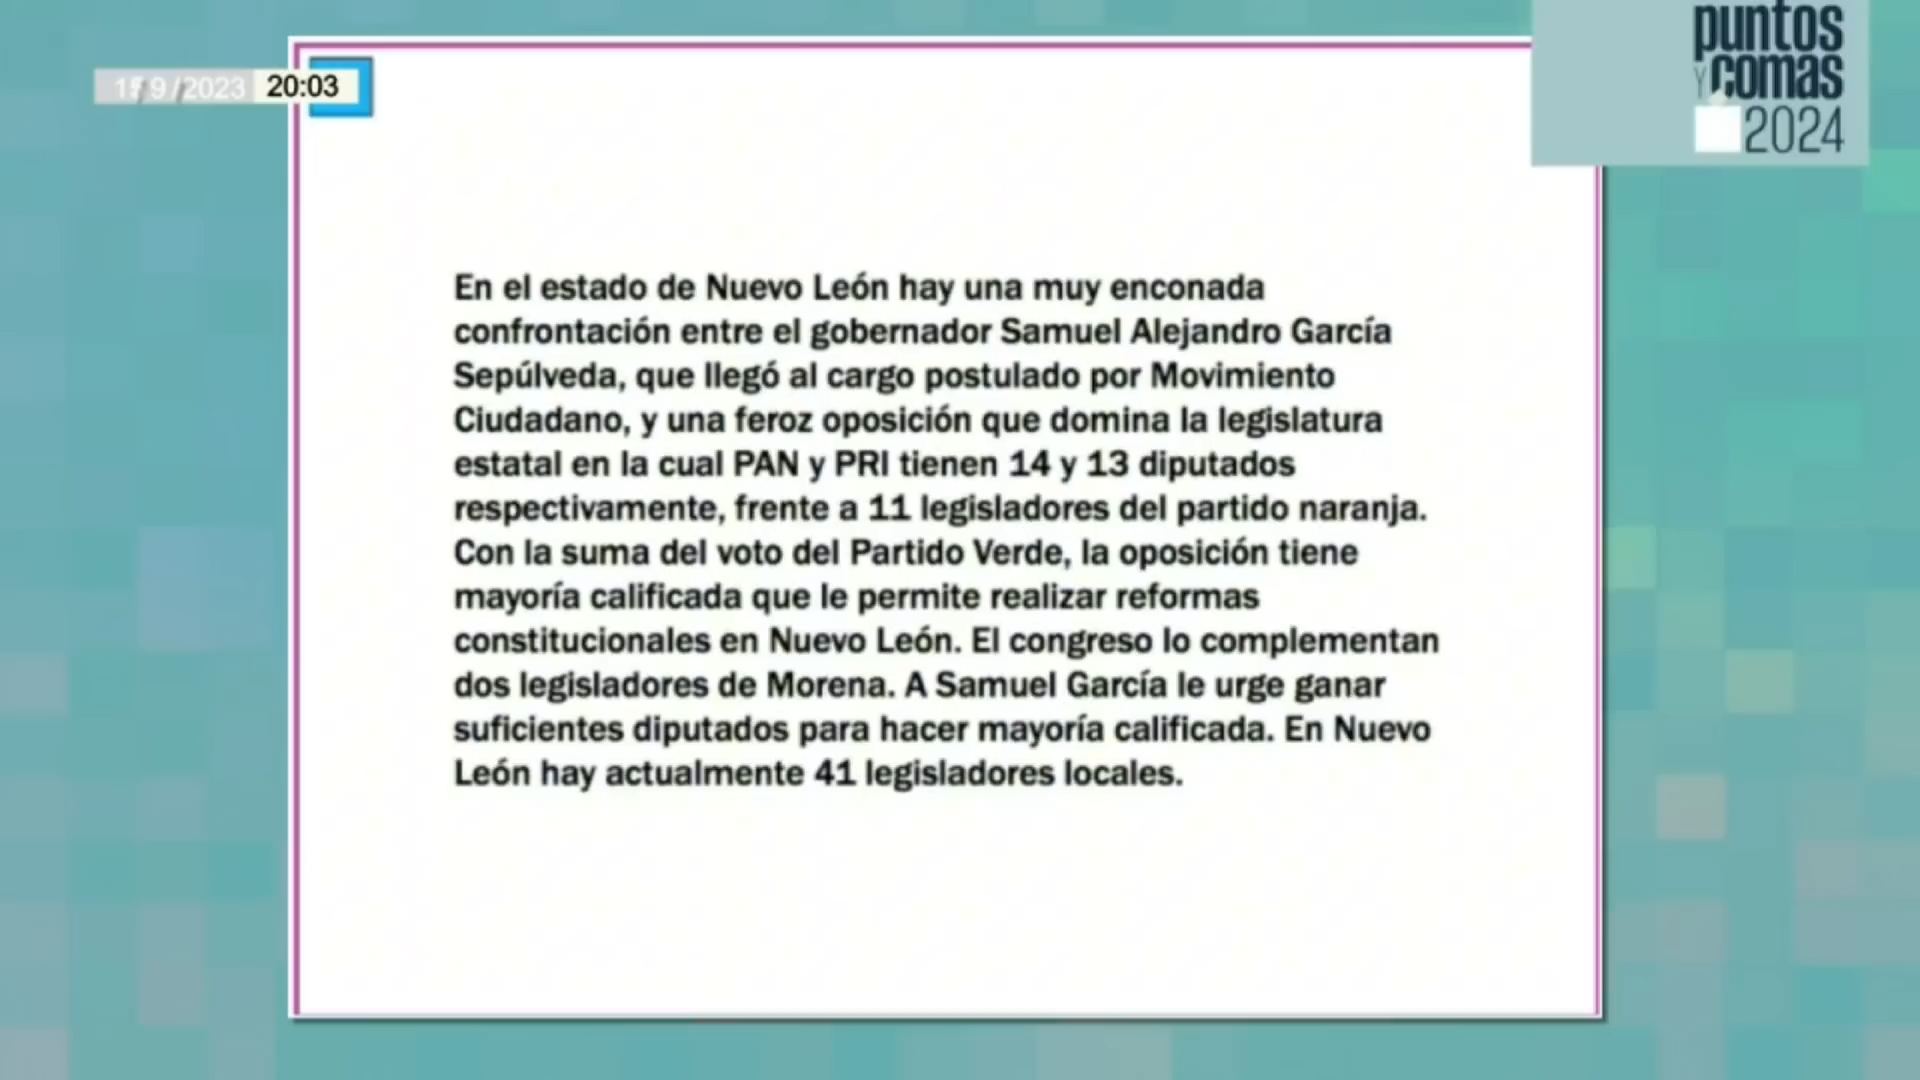 puntos
y comas
2024
20:03
En el estado de Nuevo León hay una muy enconada
confrontación entre el gobernador Samuel Alejandro García
Sepúlveda, que llegó al cargo postulado por Movimiento
Ciudadano, y una feroz oposición que domina la legislatura
estatal en la cual PAN y PRI tienen 14 y 13 diputados
respectivamente, frente a 11 legisladores del partido naranja.
Con la suma del voto del Partido Verde, la oposición tiene
mayoría calificada que le permite realizar reformas
constitucionales en Nuevo León. El congreso lo complementan
dos legisladores de Morena. A Samuel García le urge ganar
suficientes diputados para hacer mayoría calificada. En Nuevo
León hay actualmente 41 legisladores locales.